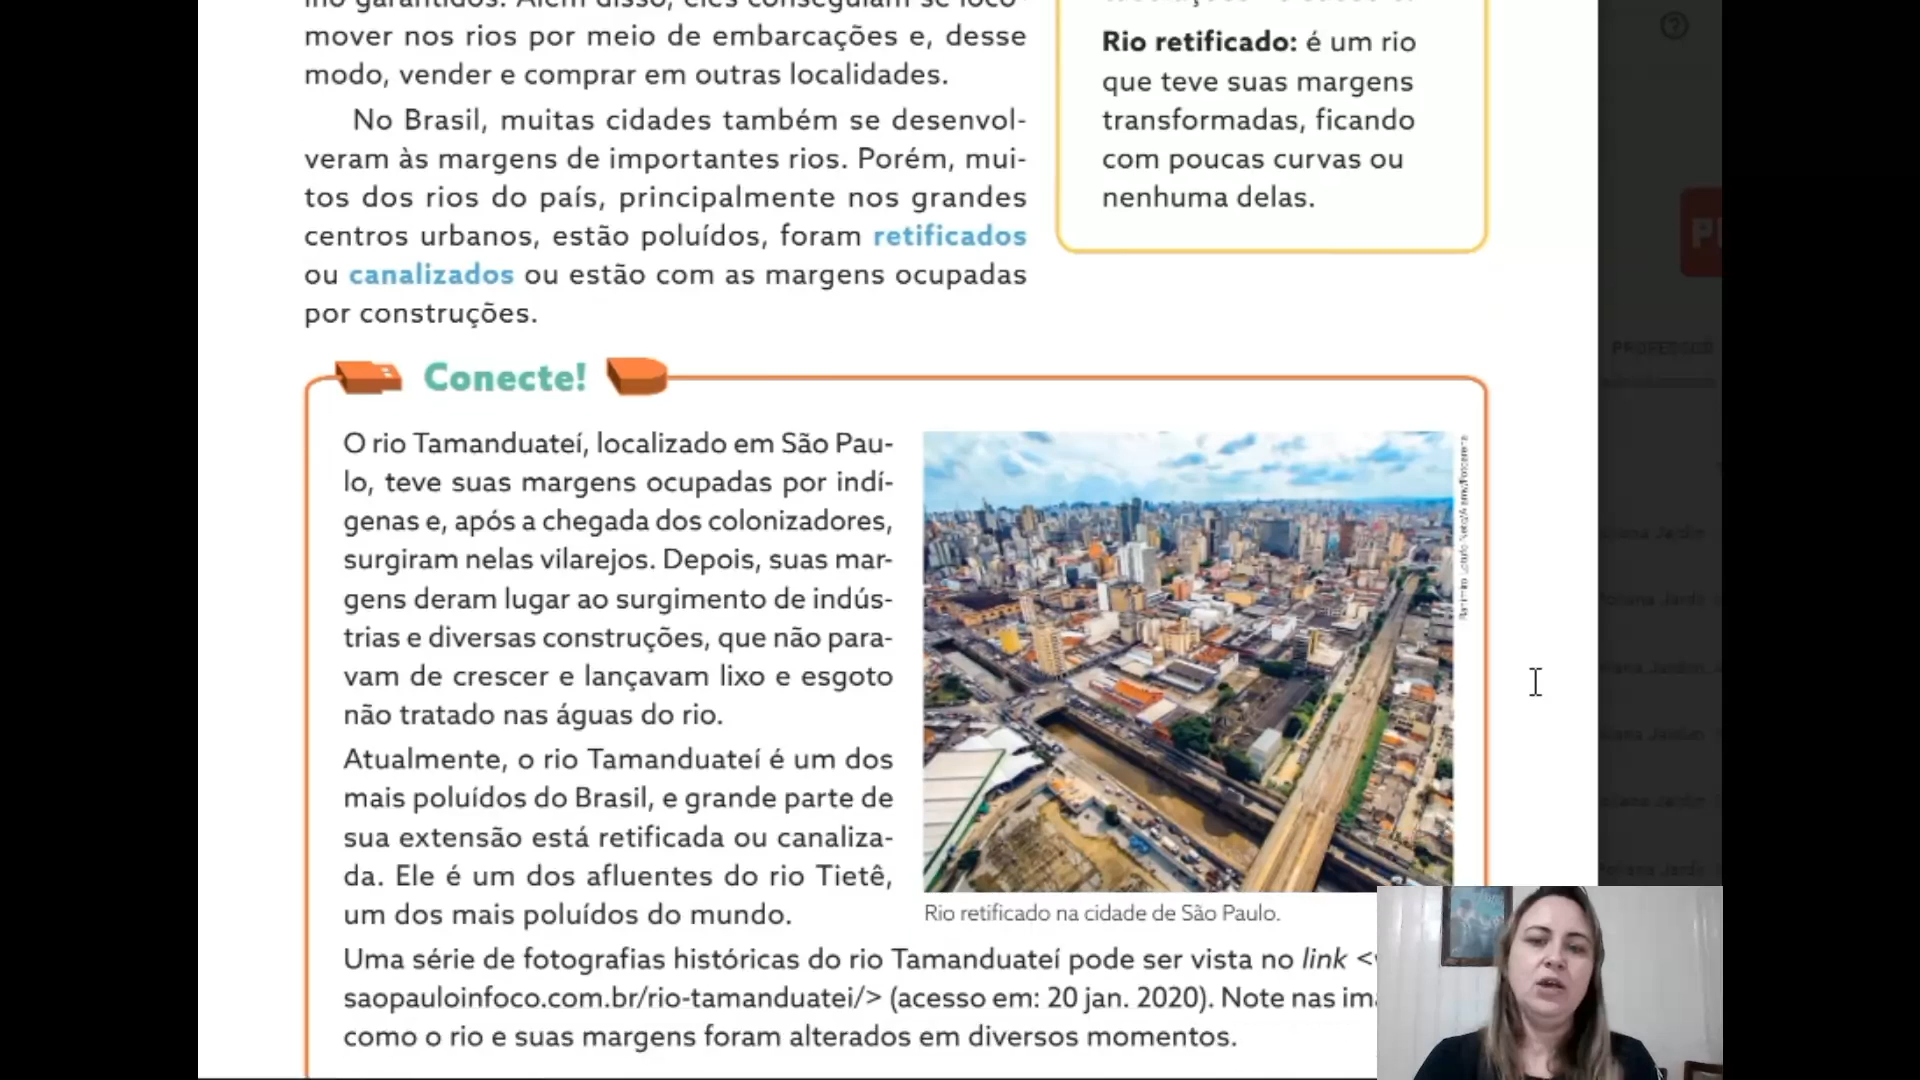 mover nos rios por meio de embarcações e, desse
modo, vender e comprar em outras localidades.
No Brasil, muitas cidades também se desenvol-
veram às margens de importantes rios. Porém, mui-
tos dos rios do país, principalmente nos grandes
centros urbanos, estão poluídos, foram retificados
ou canalizados ou estão com as margens ocupadas
por construções.
Rio retificado: é um rio
que teve suas margens
transformadas, ficando
com poucas curvas ou
nenhuma delas.
Conecte!
O rio Tamanduateí, localizado em São Pau-
lo, teve suas margens ocupadas por indí-
genas e, após a chegada dos colonizadores,
surgiram nelas vilarejos. Depois, suas mar-
gens deram lugar ao surgimento de indús-
trias e diversas construções, que não para-
vam de crescer e lançavam lixo e esgoto
não tratado nas águas do rio.
Atualmente, o rio Tamanduateí é um dos
mais poluídos do Brasil, e grande parte de
sua extensão está retificada ou canaliza-
da. Ele é um dos afluentes do rio Tietê,
um dos mais poluídos do mundo.
Rio retificado na cidade de São Paulo.
Uma série de fotografias históricas do rio Tamanduateí pode ser vista no link <
saopauloinfoco.com.br/rio-tamanduatei/> (acesso em: 20 jan. 2020). Note nas
como o rio e suas margens foram alterados em diversos momentos.